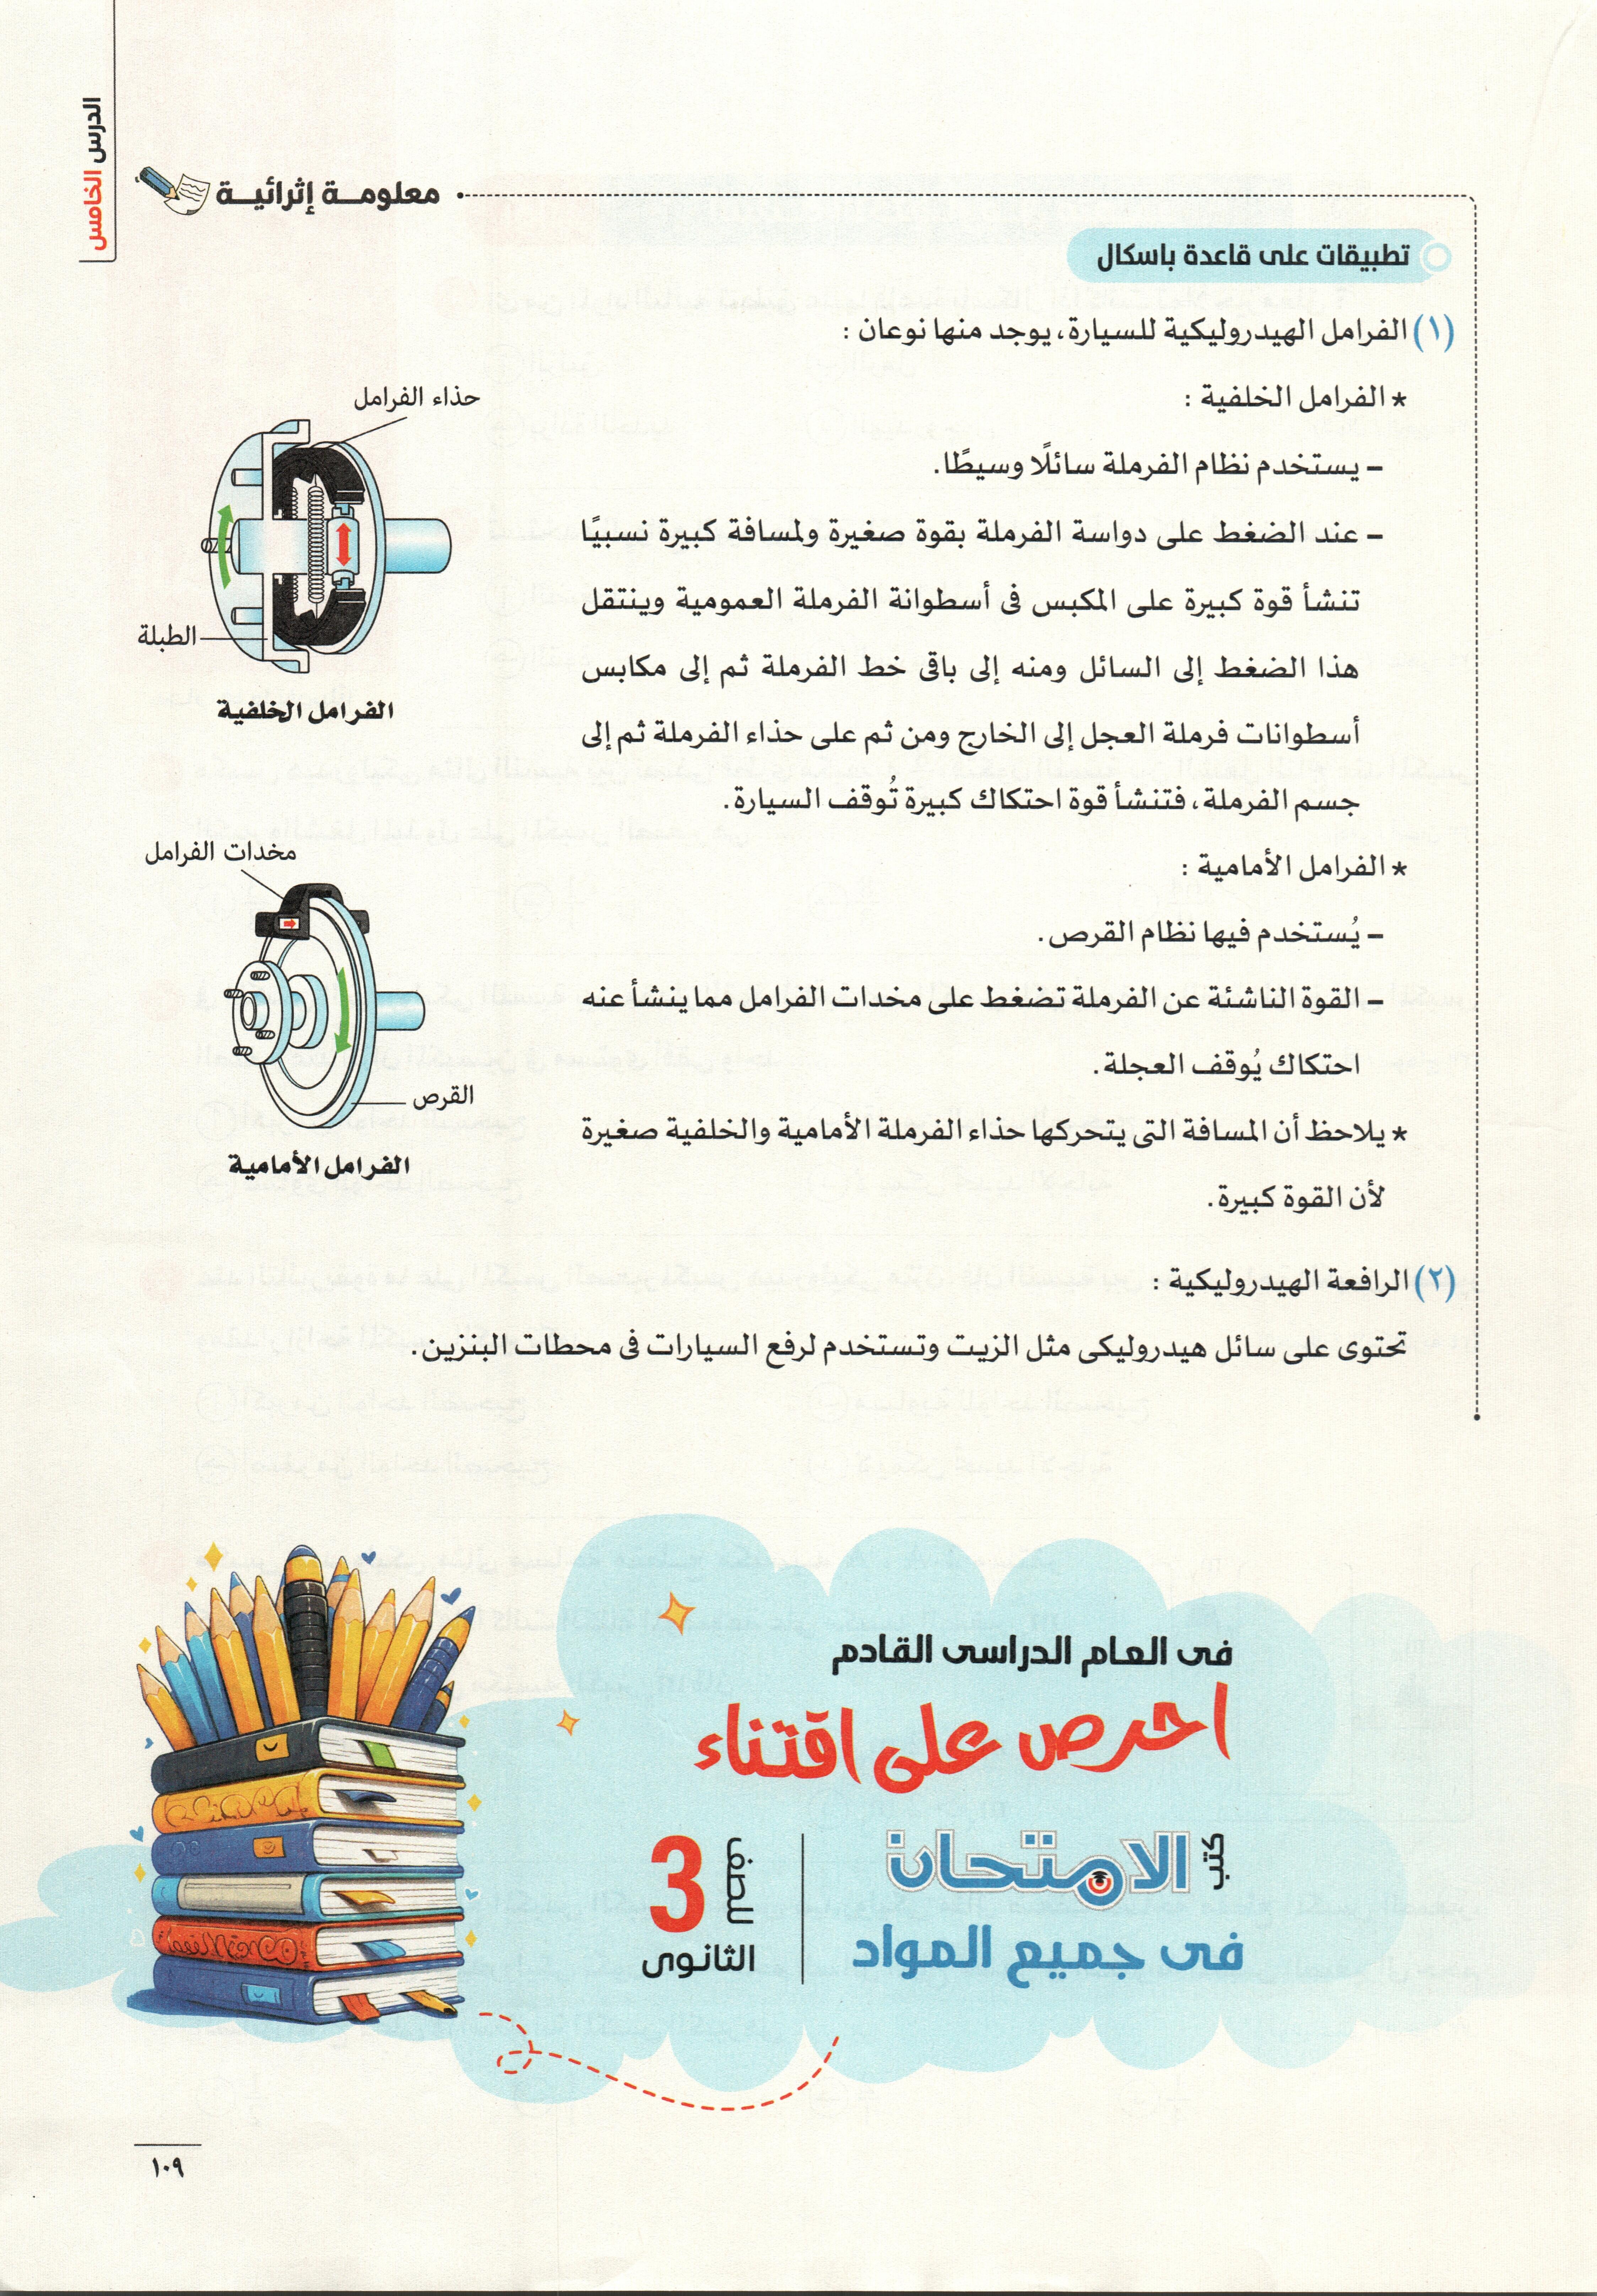 الدرس الخامس
معلومـة إثرائيـة
تطبيقات على قاعدة باسكال
(١) الفرامل الهيدروليكية للسيارة، يوجد منها نوعان :
* الفرامل الخلفية :
– يستخدم نظام الفرملة سائلًا وسيطًا.
– عند الضغط على دواسة الفرملة بقوة صغيرة ولمسافة كبيرة نسبيًا
تنشأ قوة كبيرة على المكبس فى أسطوانة الفرملة العمومية وينتقل
هذا الضغط إلى السائل ومنه إلى باقى خط الفرملة ثم إلى مكابس
أسطوانات فرملة العجل إلى الخارج ومن ثم على حذاء الفرملة ثم إلى
جسم الفرملة، فتنشأ قوة احتكاك كبيرة تُوقف السيارة.
حذاء الفرامل
الطبلة
الفرامل الخلفية
* الفرامل الأمامية :
– يُستخدم فيها نظام القرص.
– القوة الناشئة عن الفرملة تضغط على مخدات الفرامل مما ينشأ عنه
احتكاك يُوقف العجلة.
* يلاحظ أن المسافة التى يتحركها حذاء الفرملة الأمامية والخلفية صغيرة
لأن القوة كبيرة.
مخدات الفرامل
القرص
الفرامل الأمامية
(٢) الرافعة الهيدروليكية :
تحتوى على سائل هيدروليكى مثل الزيت وتستخدم لرفع السيارات فى محطات البنزين.
فى العام الدراسى القادم
احرص على اقتناء
كتب الامتحان
فى جميع المواد
للصف 3
الثانوى
١٠٩